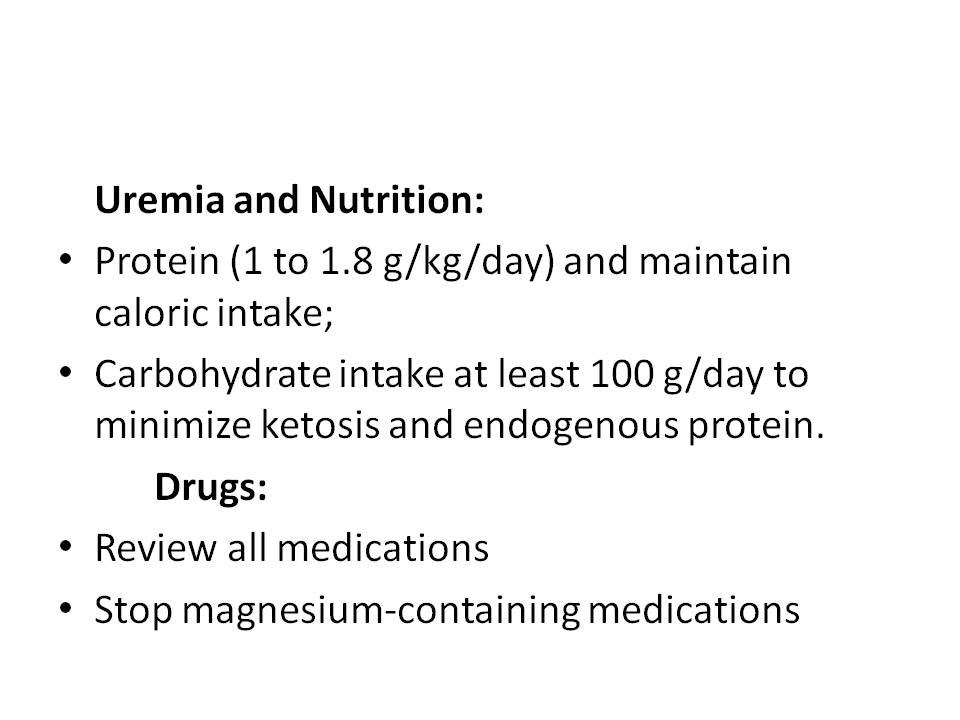 Uremia and Nutrition:
• Protein (1 to 1.8 g/kg/day) and maintain
caloric intake;
• Carbohydrate intake at least 100 g/day to
minimize ketosis and endogenous protein.
Drugs:
• Review all medications
• Stop magnesium-containing medications